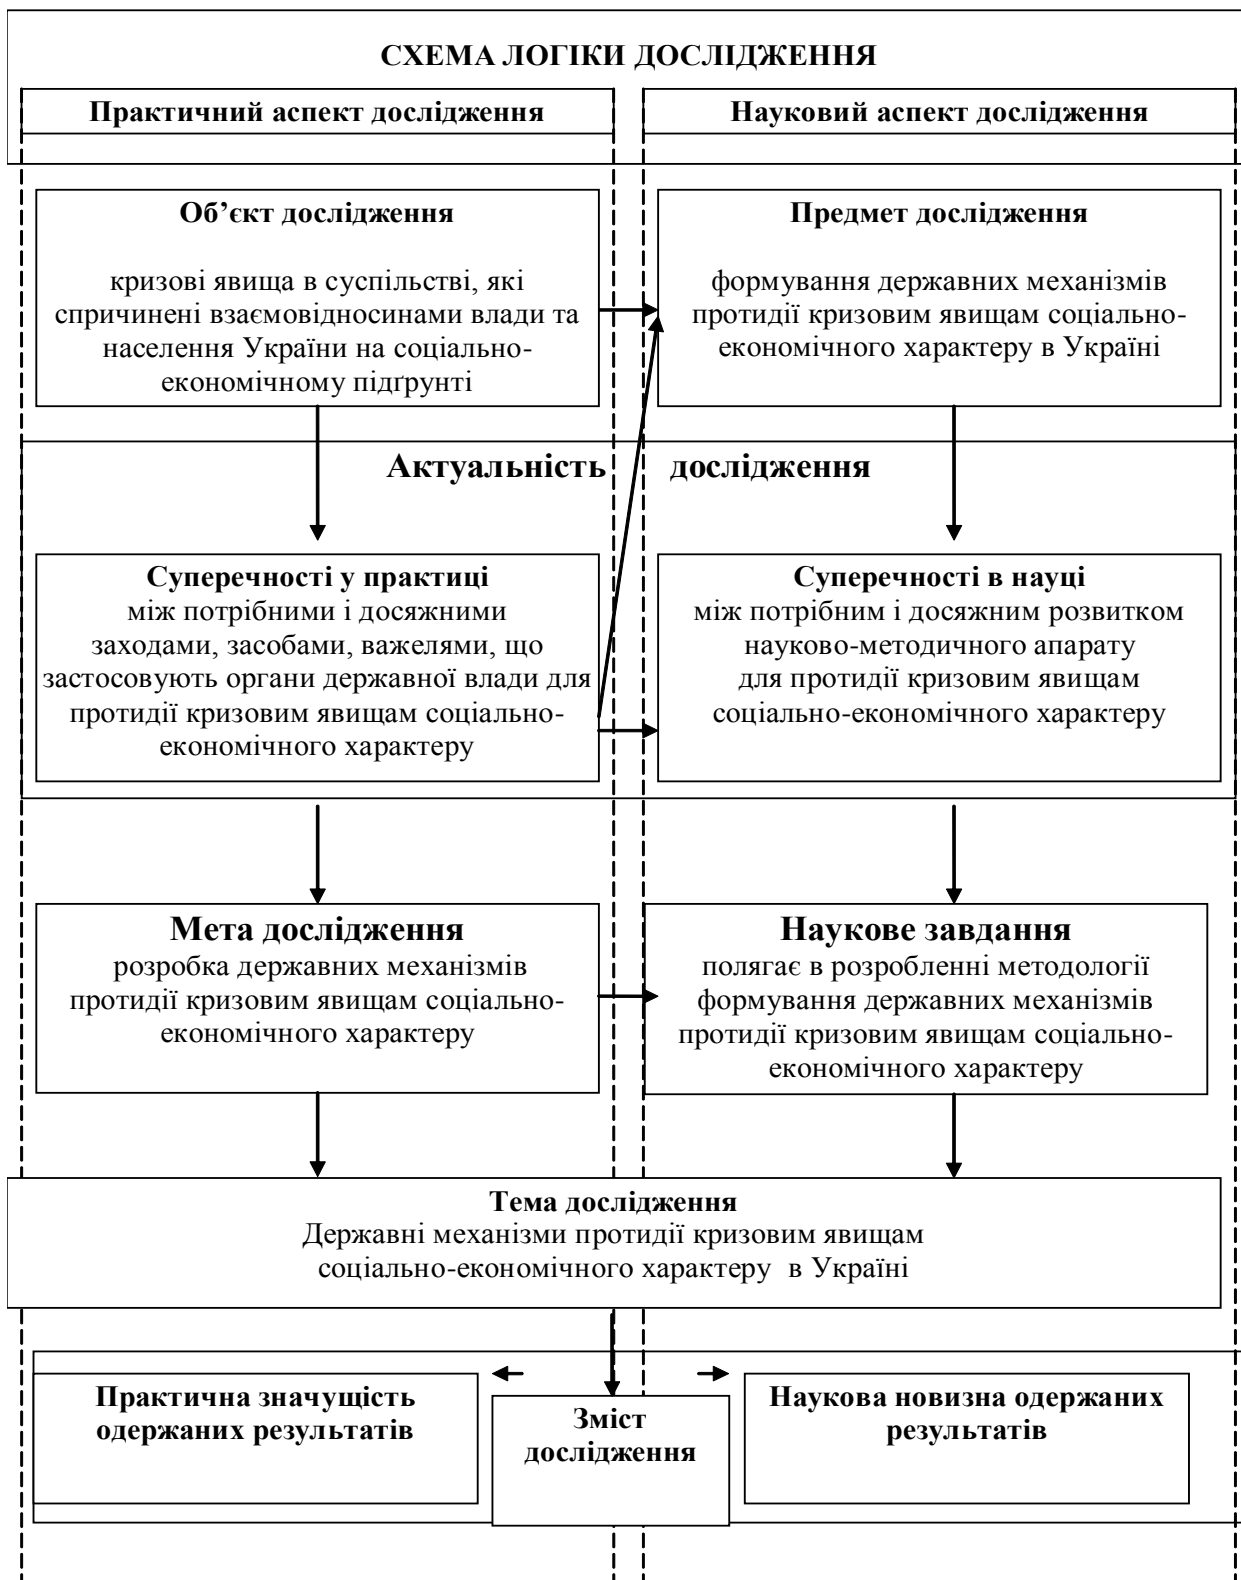 СХЕМА ЛОГІКИ ДОСЛІДЖЕННЯ
Практичний аспект дослідження
Науковий аспект дослідження
Об’єкт дослідження
кризові явища в суспільстві, які
спричинені взаємовідносинами влади та
населення України на соціально-
економічному підґрунті
Предмет дослідження
формування державних механізмів
протидії кризовим явищам соціально-
економічного характеру в Україні
Актуальність дослідження
Суперечності у практиці
між потрібними і досяжними
заходами, засобами, важелями, що
застосовують органи державної влади для
протидії кризовим явищам соціально-
економічного характеру
Суперечності в науці
між потрібним і досяжним розвитком
науково-методичного апарату
для протидії кризовим явищам
соціально-економічного характеру
Мета дослідження
розробка державних механізмів
протидії кризовим явищам соціально-
економічного характеру
Наукове завдання
полягає в розробленні методології
формування державних механізмів
протидії кризовим явищам соціально-
економічного характеру
Тема дослідження
Державні механізми протидії кризовим явищам
соціально-економічного характеру в Україні
Практична значущість
одержаних результатів
Зміст
дослідження
Наукова новизна одержаних
результатів